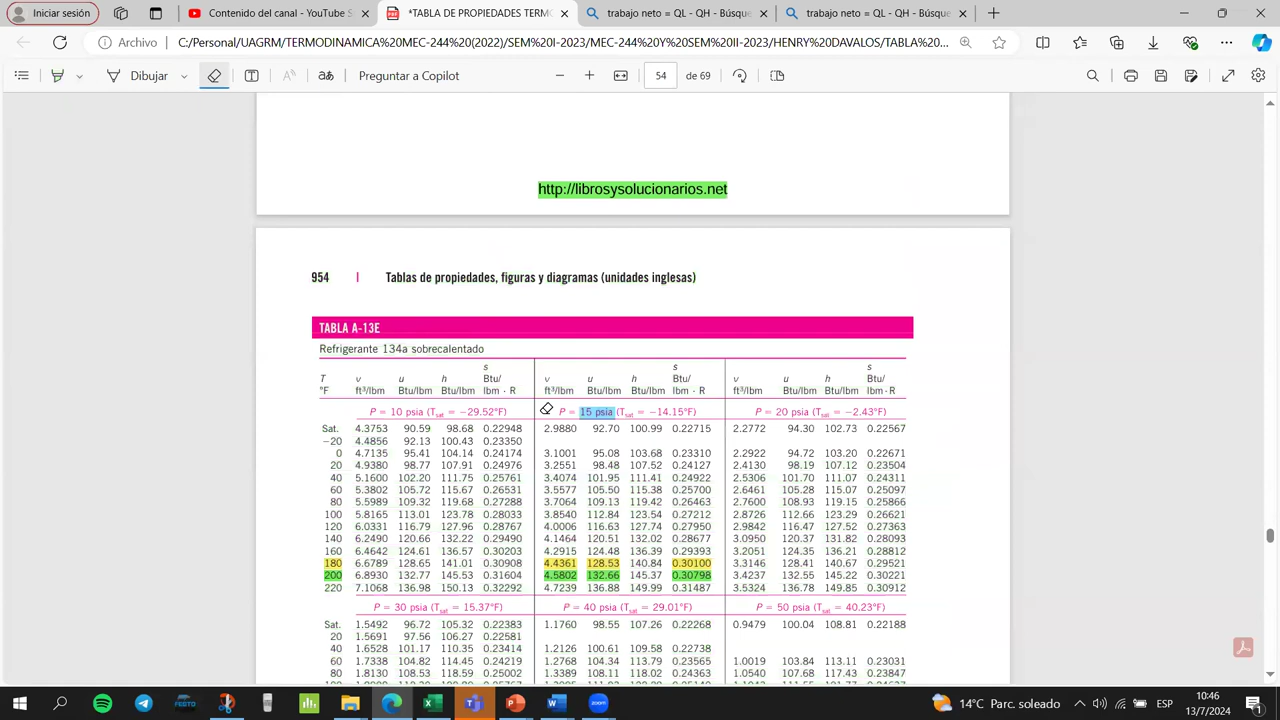 Iniciar sesión
Contenido del canal - YouTube S
*TABLA DE PROPIEDADES TERM
trabajo neto = QL - QH - Búsque
trabajo neto = QL - QH - Búsque
Archivo
C:/Personal/UAGRM/TERMODINAMICA%20MEC-244%20(2022)/SEM%20I-2023/MEC-244%20Y%20SEM%20II-2023/HENRY%20DAVALOS/TABLA%20...
Dibujar
Preguntar a Copilot
54 de 69
http://librosysolucionarios.net
954 | Tablas de propiedades, figuras y diagramas (unidades inglesas)
TABLA A-13E
Refrigerante 134a sobrecalentado
s s s
T v u h Btu/ v u h Btu/ v u h Btu/
°F ft³/lbm Btu/lbm Btu/lbm lbm · R ft³/lbm Btu/lbm Btu/lbm lbm · R ft³/lbm Btu/lbm Btu/lbm lbm · R
P = 10 psia (Tsat = −29.52°F) P = 15 psia (Tsat = −14.15°F) P = 20 psia (Tsat = −2.43°F)
Sat. 4.3753 90.59 98.68 0.22948 2.9880 92.70 100.99 0.22715 2.2772 94.30 102.73 0.22567
−20 4.4856 92.13 100.43 0.23350
0 4.7135 95.41 104.14 0.24174 3.1001 95.08 103.68 0.23310 2.2922 94.72 103.20 0.22671
20 4.9380 98.77 107.91 0.24976 3.2551 98.48 107.52 0.24127 2.4130 98.19 107.12 0.23504
40 5.1600 102.20 111.75 0.25761 3.4074 101.95 111.41 0.24922 2.5306 101.70 111.07 0.24311
60 5.3802 105.72 115.67 0.26531 3.5577 105.50 115.38 0.25700 2.6461 105.28 115.07 0.25097
80 5.5989 109.32 119.68 0.27288 3.7064 109.13 119.42 0.26463 2.7600 108.93 119.15 0.25866
100 5.8165 113.01 123.78 0.28033 3.8540 112.84 123.54 0.27212 2.8726 112.66 123.29 0.26621
120 6.0331 116.79 127.96 0.28767 4.0006 116.63 127.74 0.27950 2.9842 116.47 127.52 0.27363
140 6.2490 120.66 132.22 0.29490 4.1464 120.51 132.02 0.28677 3.0950 120.37 131.82 0.28093
160 6.4642 124.61 136.57 0.30203 4.2915 124.48 136.39 0.29393 3.2051 124.35 136.21 0.28812
180 6.6789 128.65 141.01 0.30908 4.4361 128.53 140.84 0.30100 3.3146 128.41 140.67 0.29521
200 6.8930 132.77 145.53 0.31604 4.5802 132.66 145.37 0.30798 3.4237 132.55 145.22 0.30221
220 7.1068 136.98 150.13 0.32292 4.7239 136.88 149.99 0.31487 3.5324 136.78 149.85 0.30912
P = 30 psia (Tsat = 15.37°F) P = 40 psia (Tsat = 29.01°F) P = 50 psia (Tsat = 40.23°F)
Sat. 1.5492 96.72 105.32 0.22383 1.1760 98.55 107.26 0.22268 0.9479 100.04 108.81 0.22188
20 1.5691 97.56 106.27 0.22581
40 1.6528 101.17 110.35 0.23414 1.2126 100.61 109.58 0.22738
60 1.7338 104.82 114.45 0.24219 1.2768 104.34 113.79 0.23565 1.0019 103.84 113.11 0.23031
80 1.8130 108.53 118.59 0.25002 1.3389 108.11 118.02 0.24363 1.0540 107.68 117.43 0.23847
14°C Parc. soleado
ESP
10:46
13/7/2024